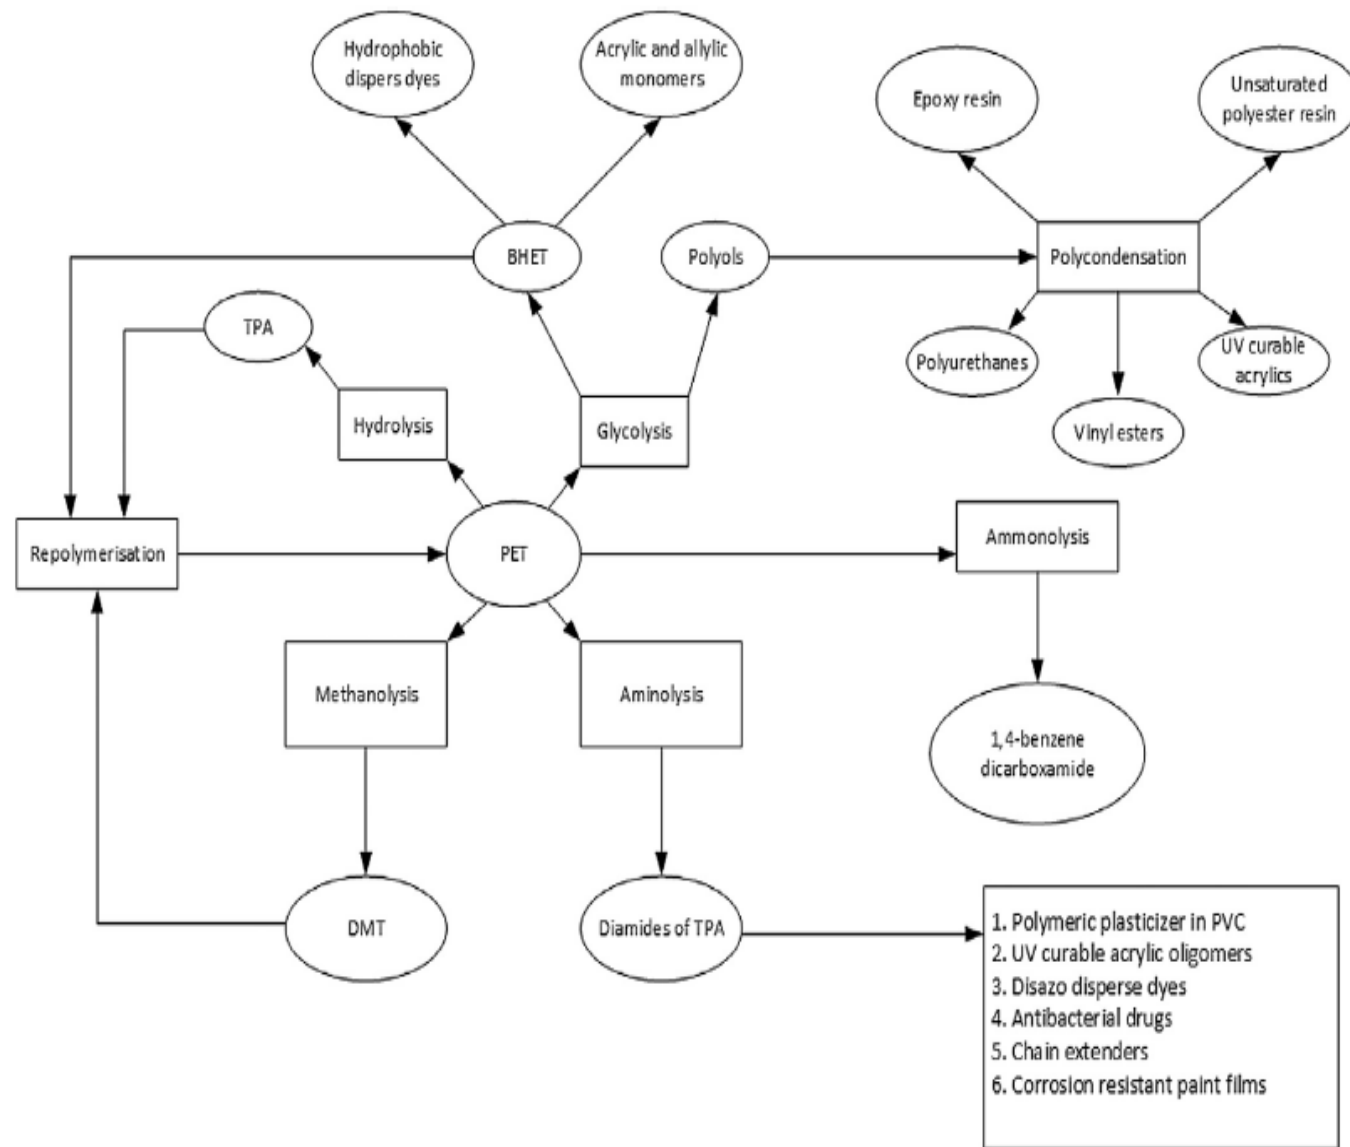 Hydrophobic
dispers dyes
Acrylic and allylic
monomers
Epoxy resin
Unsaturated
polyester resin
BHET
Polyols
Polycondensation
TPA
Polyurethanes
UV curable
acrylics
Hydrolysis
Glycolysis
Vinyl esters
Repolymerisation
PET
Ammonolysis
Methanolysis
Aminolysis
1,4-benzene
dicarboxamide
DMT
Diamides of TPA
1. Polymeric plasticizer in PVC
2. UV curable acrylic oligomers
3. Disazo disperse dyes
4. Antibacterial drugs
5. Chain extenders
6. Corrosion resistant paint films